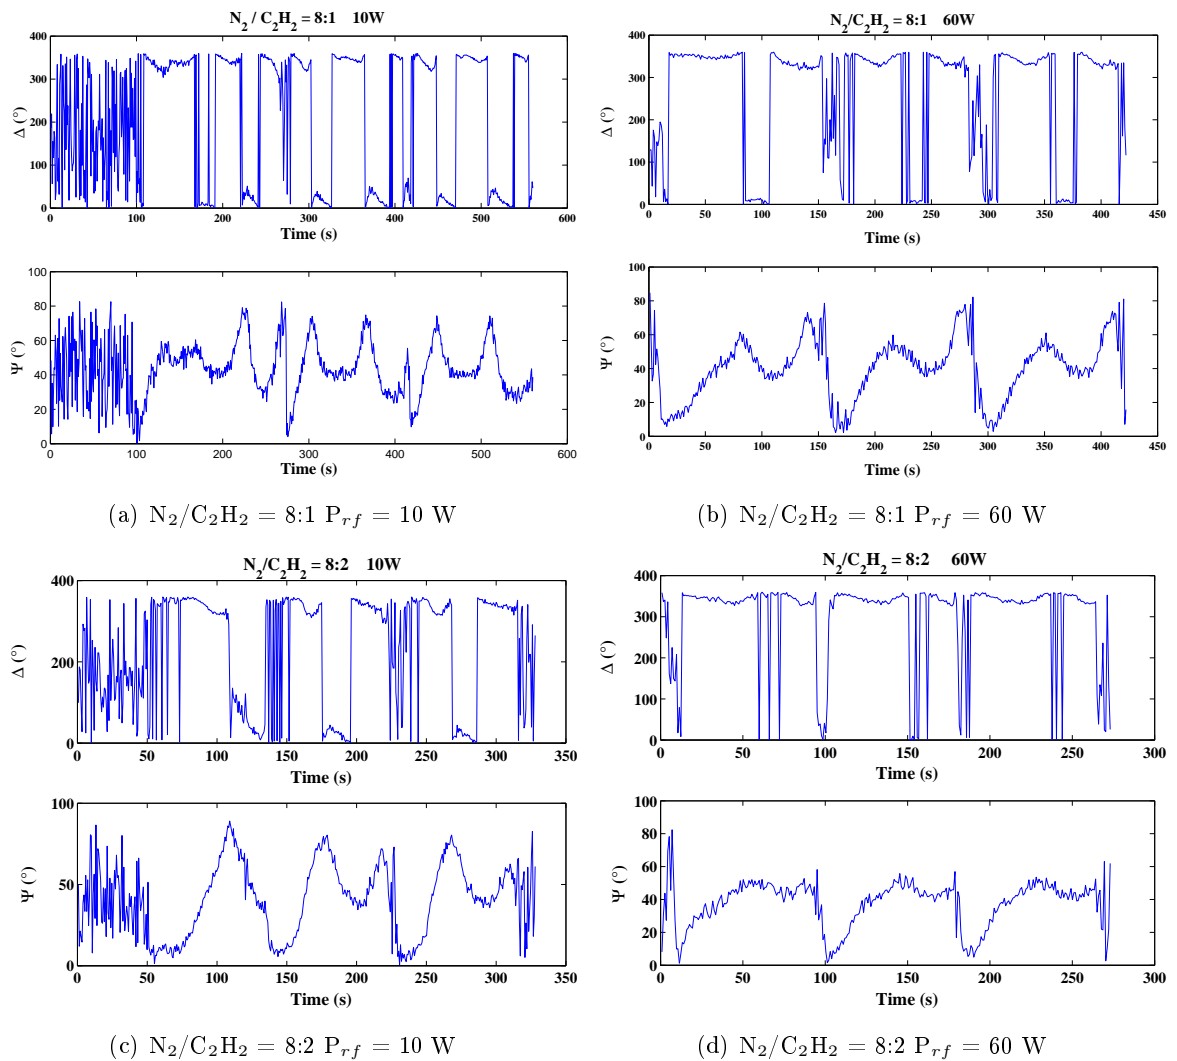 N2 / C2H2 = 8:1 10W
N2/C2H2 = 8:1 60W
400
300
200
100
0
Δ (°)
0 100 200 300 400 500 600
Time (s)
400
300
200
100
0
Δ (°)
0 50 100 150 200 250 300 350 400 450
Time (s)
100
80
60
40
20
0
Ψ (°)
0 100 200 300 400 500 600
Time (s)
100
80
60
40
20
0
Ψ (°)
0 50 100 150 200 250 300 350 400 450
Time (s)
(a) N2/C2H2 = 8:1 Prf = 10 W
(b) N2/C2H2 = 8:1 Prf = 60 W
N2/C2H2 = 8:2 10W
N2/C2H2 = 8:2 60W
400
200
0
Δ (°)
0 50 100 150 200 250 300 350
Time (s)
400
300
200
100
0
Δ (°)
0 50 100 150 200 250 300
Time (s)
100
50
0
Ψ (°)
0 50 100 150 200 250 300 350
Time (s)
100
80
60
40
20
0
Ψ (°)
0 50 100 150 200 250 300
Time (s)
(c) N2/C2H2 = 8:2 Prf = 10 W
(d) N2/C2H2 = 8:2 Prf = 60 W